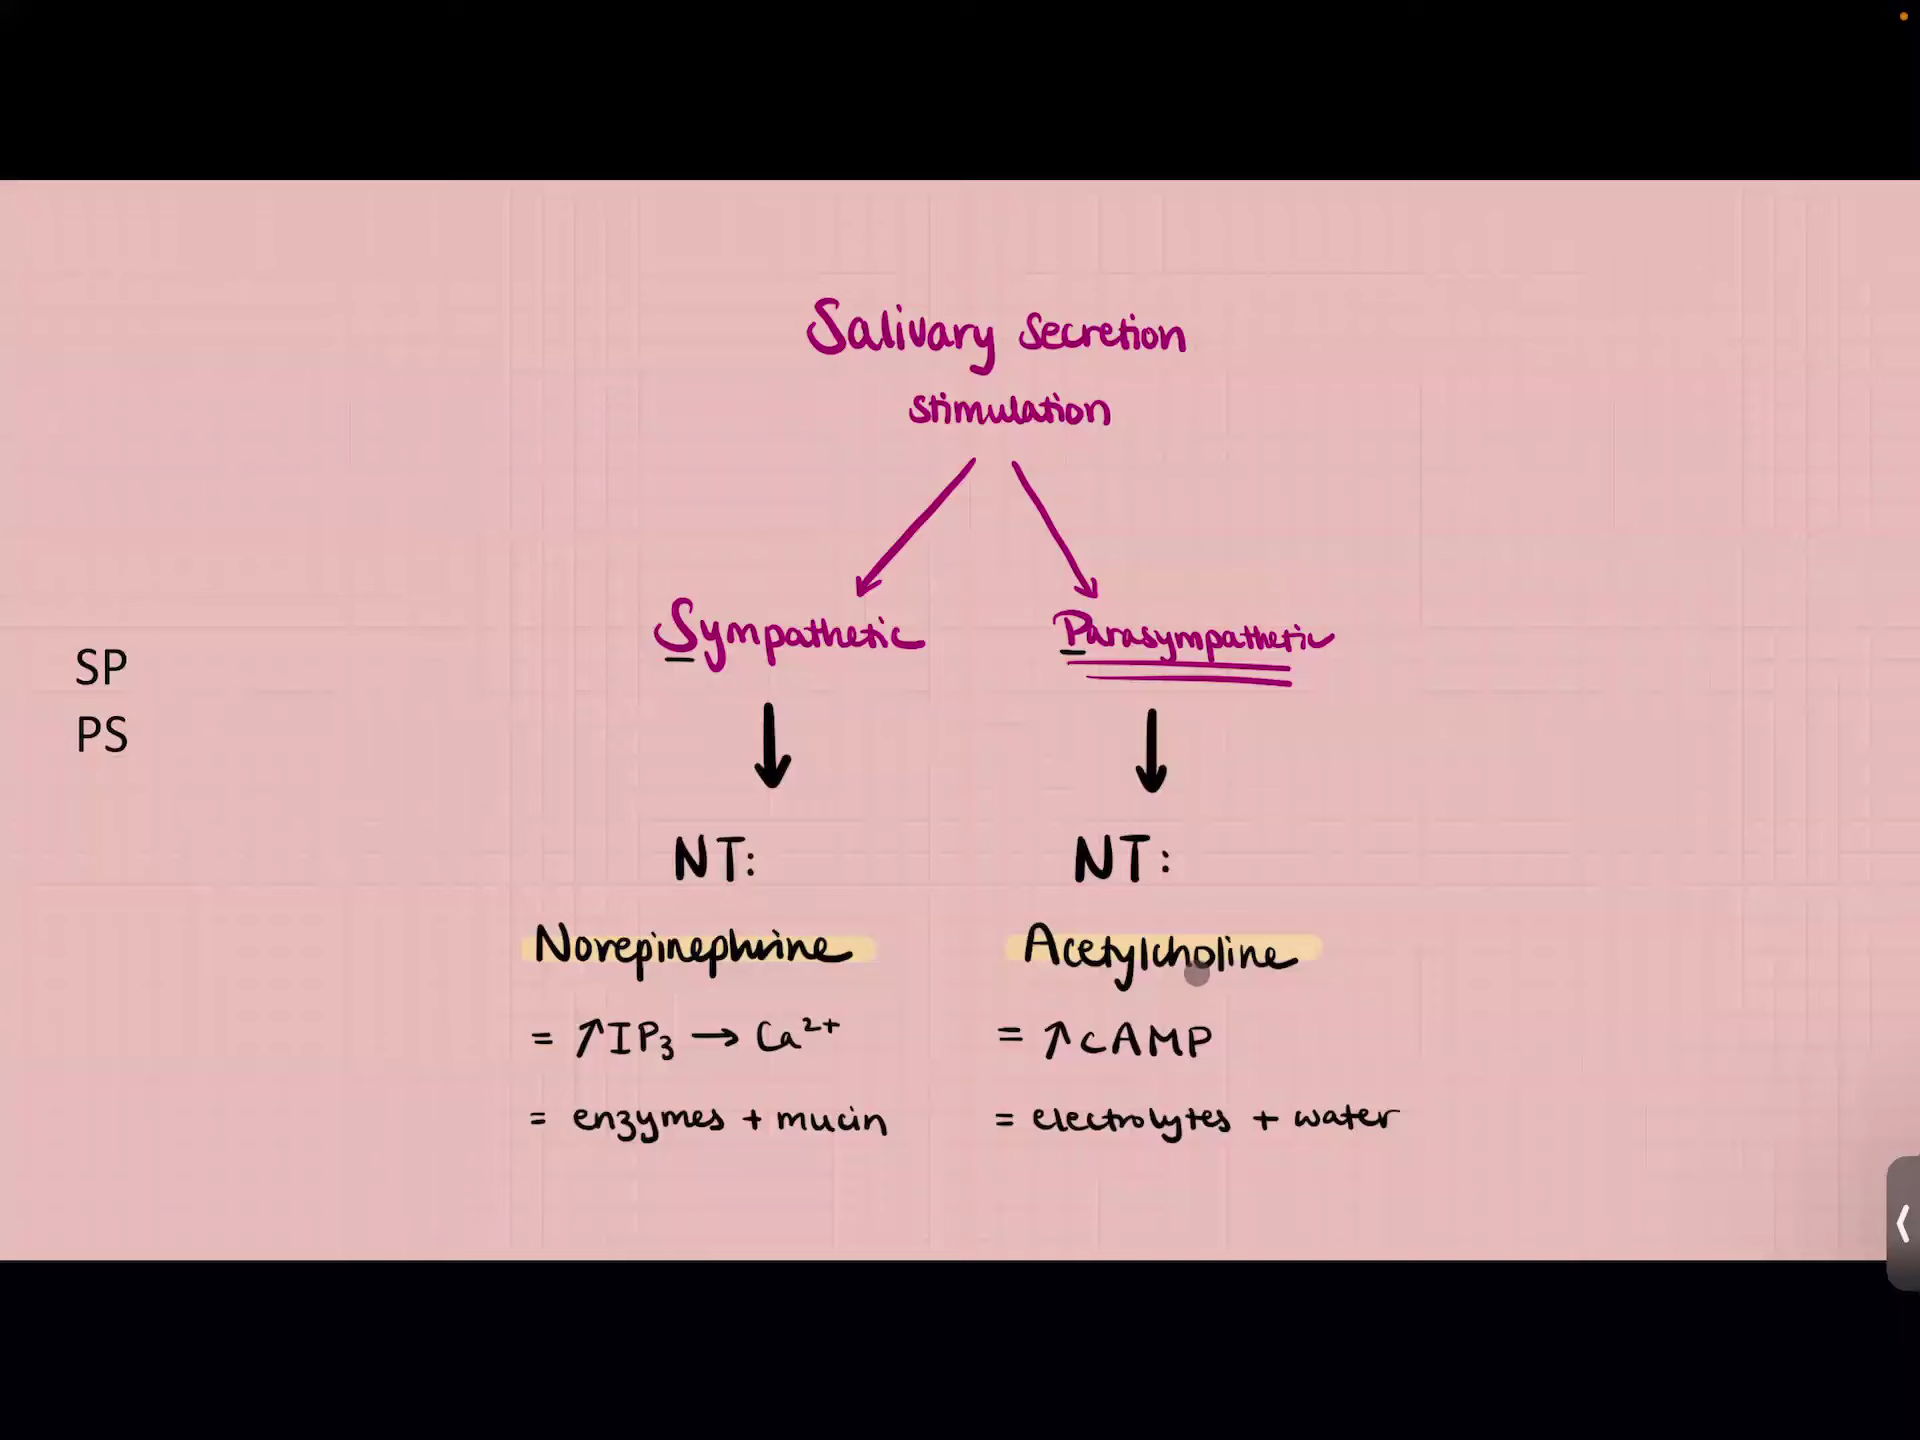 Salivary secretion
stimulation
Sympathetic
Parasympathetic
SP
PS
NT:
NT:
Norepinephrine
Acetylcholine
= ↑IP₃ → Ca²⁺
= ↑cAMP
= enzymes + mucin
= electrolytes + water